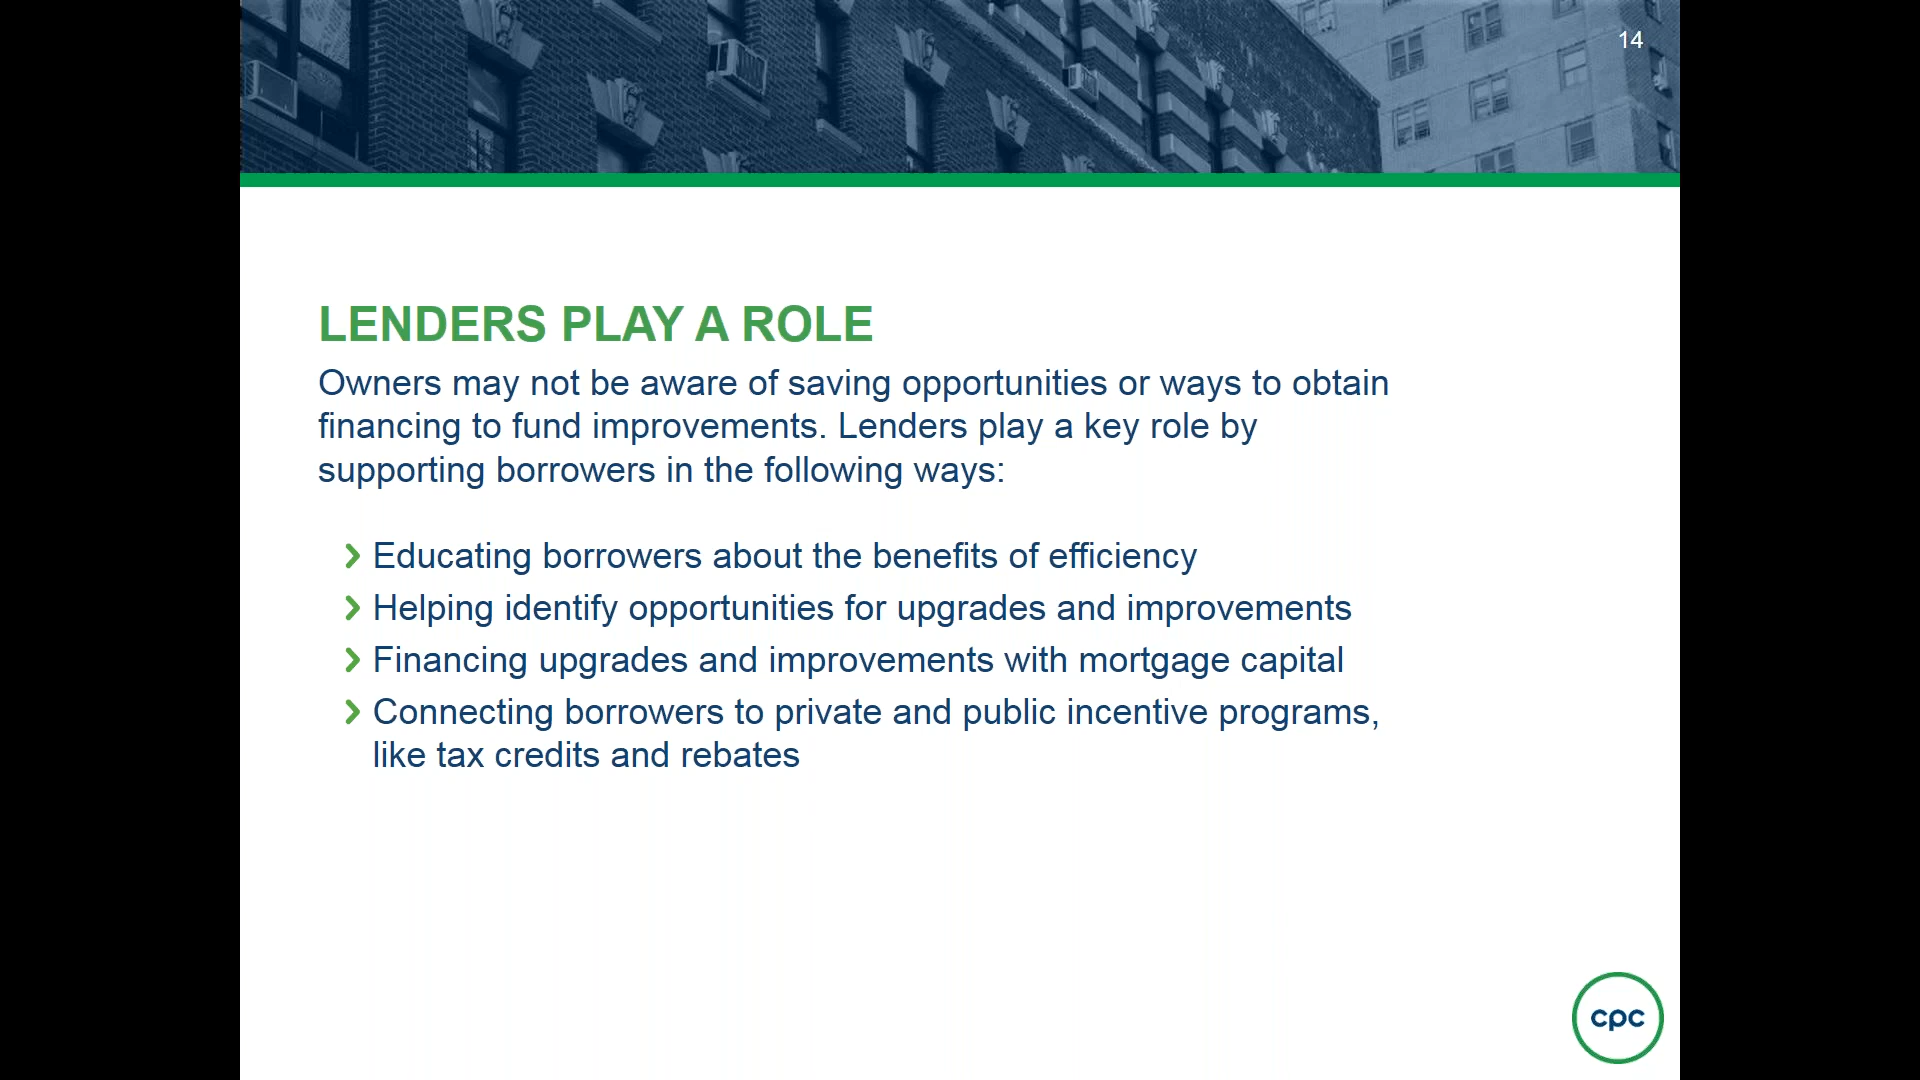 14
LENDERS PLAY A ROLE
Owners may not be aware of saving opportunities or ways to obtain
financing to fund improvements. Lenders play a key role by
supporting borrowers in the following ways:
Educating borrowers about the benefits of efficiency
Helping identify opportunities for upgrades and improvements
Financing upgrades and improvements with mortgage capital
Connecting borrowers to private and public incentive programs,
like tax credits and rebates
cpc